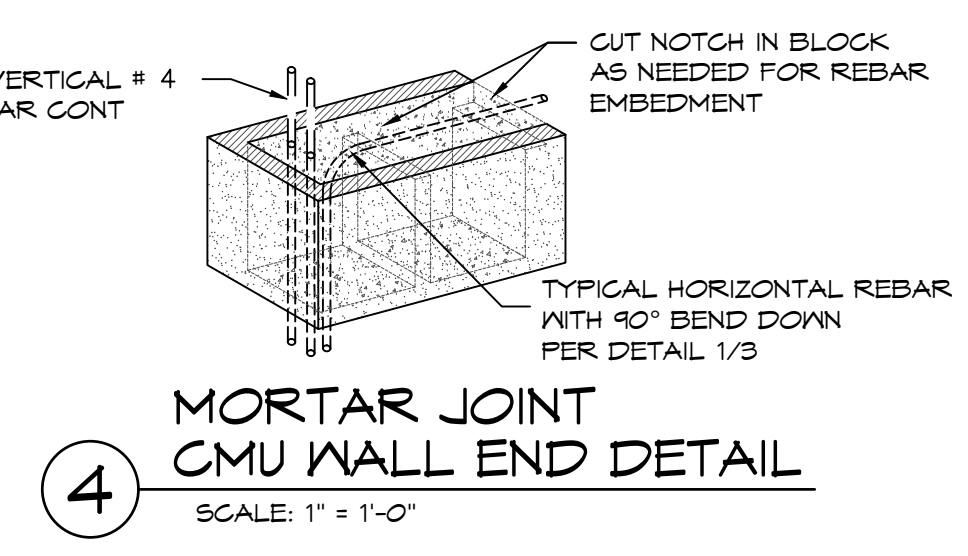 CUT NOTCH IN BLOCK
AS NEEDED FOR REBAR
EMBEDMENT
VERTICAL # 4
CONT
TYPICAL HORIZONTAL REBAR
WITH 90° BEND DOWN
PER DETAIL 1/3
MORTAR JOINT
CMU WALL END DETAIL
4
SCALE: 1" = 1'-0"